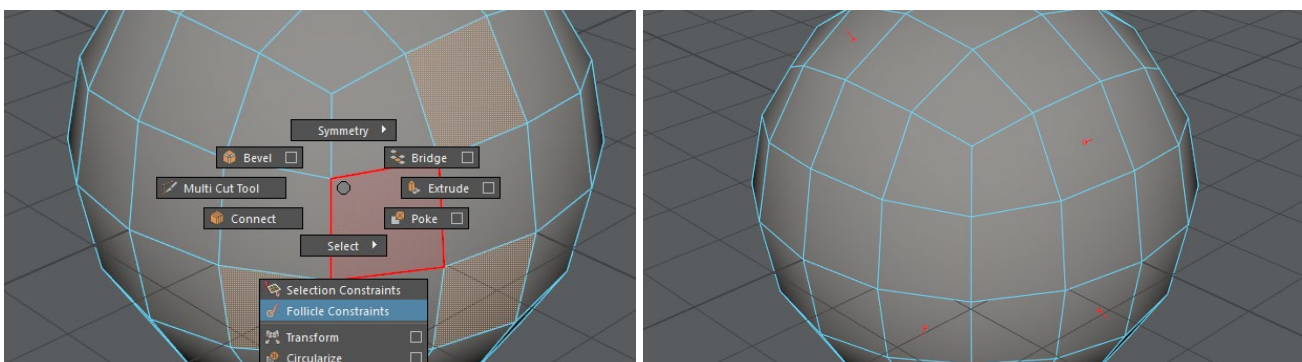 Symmetry
Bevel
Bridge
Multi Cut Tool
Extrude
Connect
Poke
Select
Selection Constraints
Follicle Constraints
Transform
Circularize